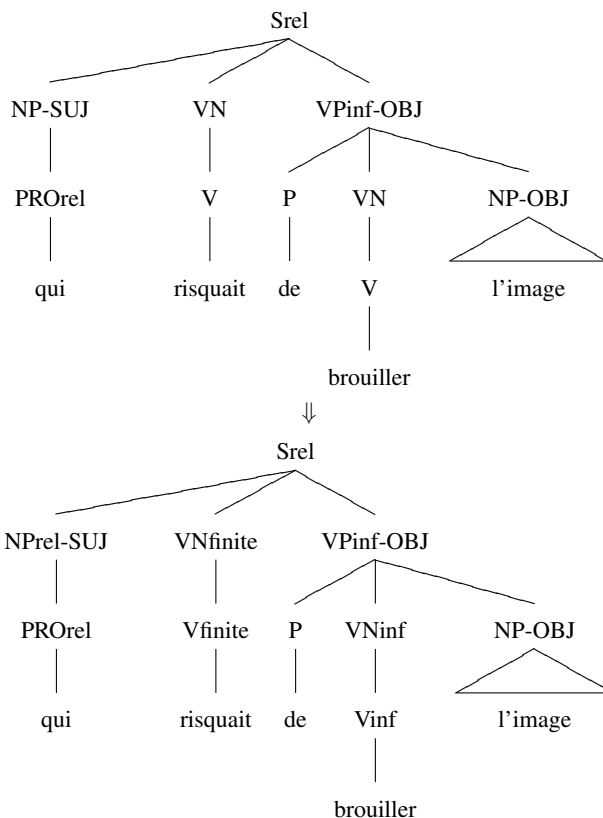 Srel
NP-SUJ VN VPinf-OBJ
PROrel V P VN NP-OBJ
qui risquait de V l'image
brouiller
⇓
Srel
NPrel-SUJ VNfinite VPinf-OBJ
PROrel Vfinite P VNinf NP-OBJ
qui risquait de Vinf l'image
brouiller